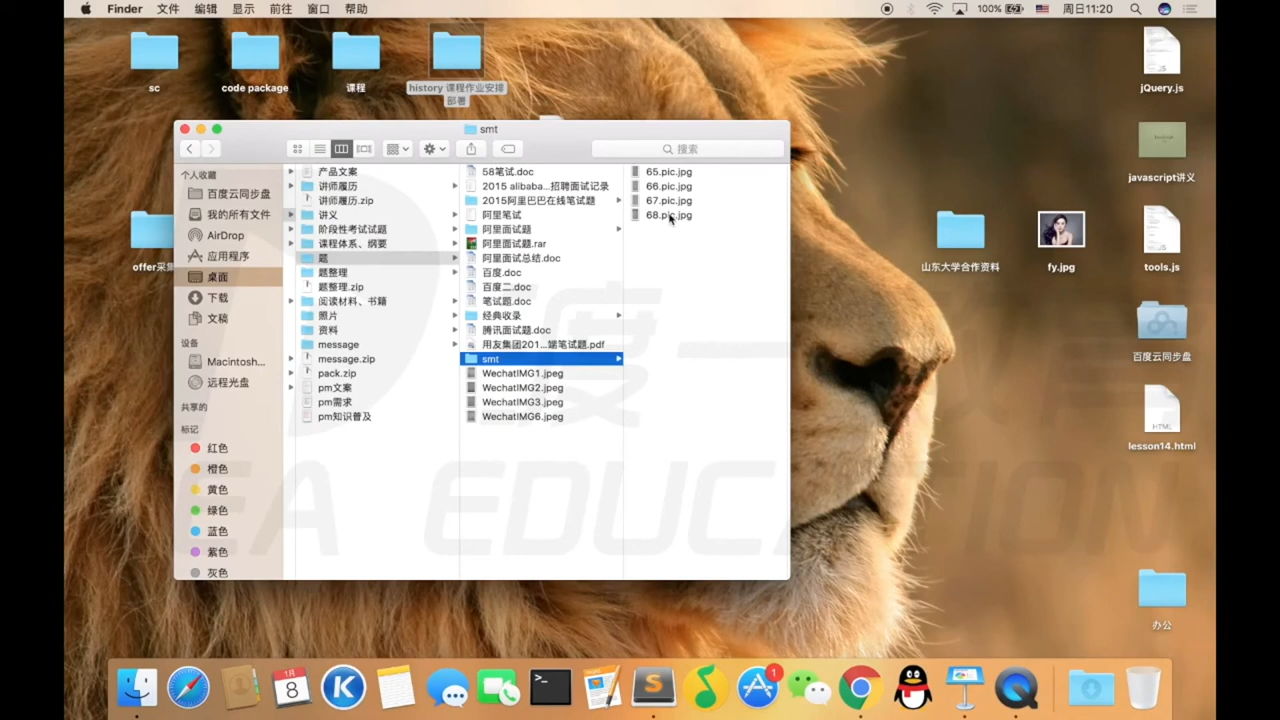 Finder 文件 编辑 显示 前往 窗口 帮助
100% 周日11:20
sc
code package
课程
history 课程作业安排
部署
jQuery.js
javascript讲义
山东大学合作资料
fy.jpg
tools.js
百度云同步盘
lesson14.html
办公
offer采集
smt
搜索
个人收藏
百度云同步盘
我的所有文件
AirDrop
应用程序
桌面
下载
文稿
设备
Macintosh...
远程光盘
共享的
标记
红色
橙色
黄色
绿色
蓝色
紫色
灰色
产品文案
讲师履历
讲师履历.zip
讲义
阶段性考试试题
课程体系、纲要
题
题整理
题整理.zip
阅读材料、书籍
照片
资料
message
message.zip
pack.zip
pm文案
pm需求
pm知识普及
58笔试.doc
2015 alibaba...招聘面试记录
2015阿里巴巴在线笔试题
阿里笔试
阿里面试题
阿里面试题.rar
阿里面试总结.doc
百度.doc
百度二.doc
笔试题.doc
经典收录
腾讯面试题.doc
用友集团201...端笔试题.pdf
smt
WechatIMG1.jpeg
WechatIMG2.jpeg
WechatIMG3.jpeg
WechatIMG6.jpeg
65.pic.jpg
66.pic.jpg
67.pic.jpg
68.pic.jpg
渡一
EA EDUCATION
JS
JS
HTML
1月
8
1